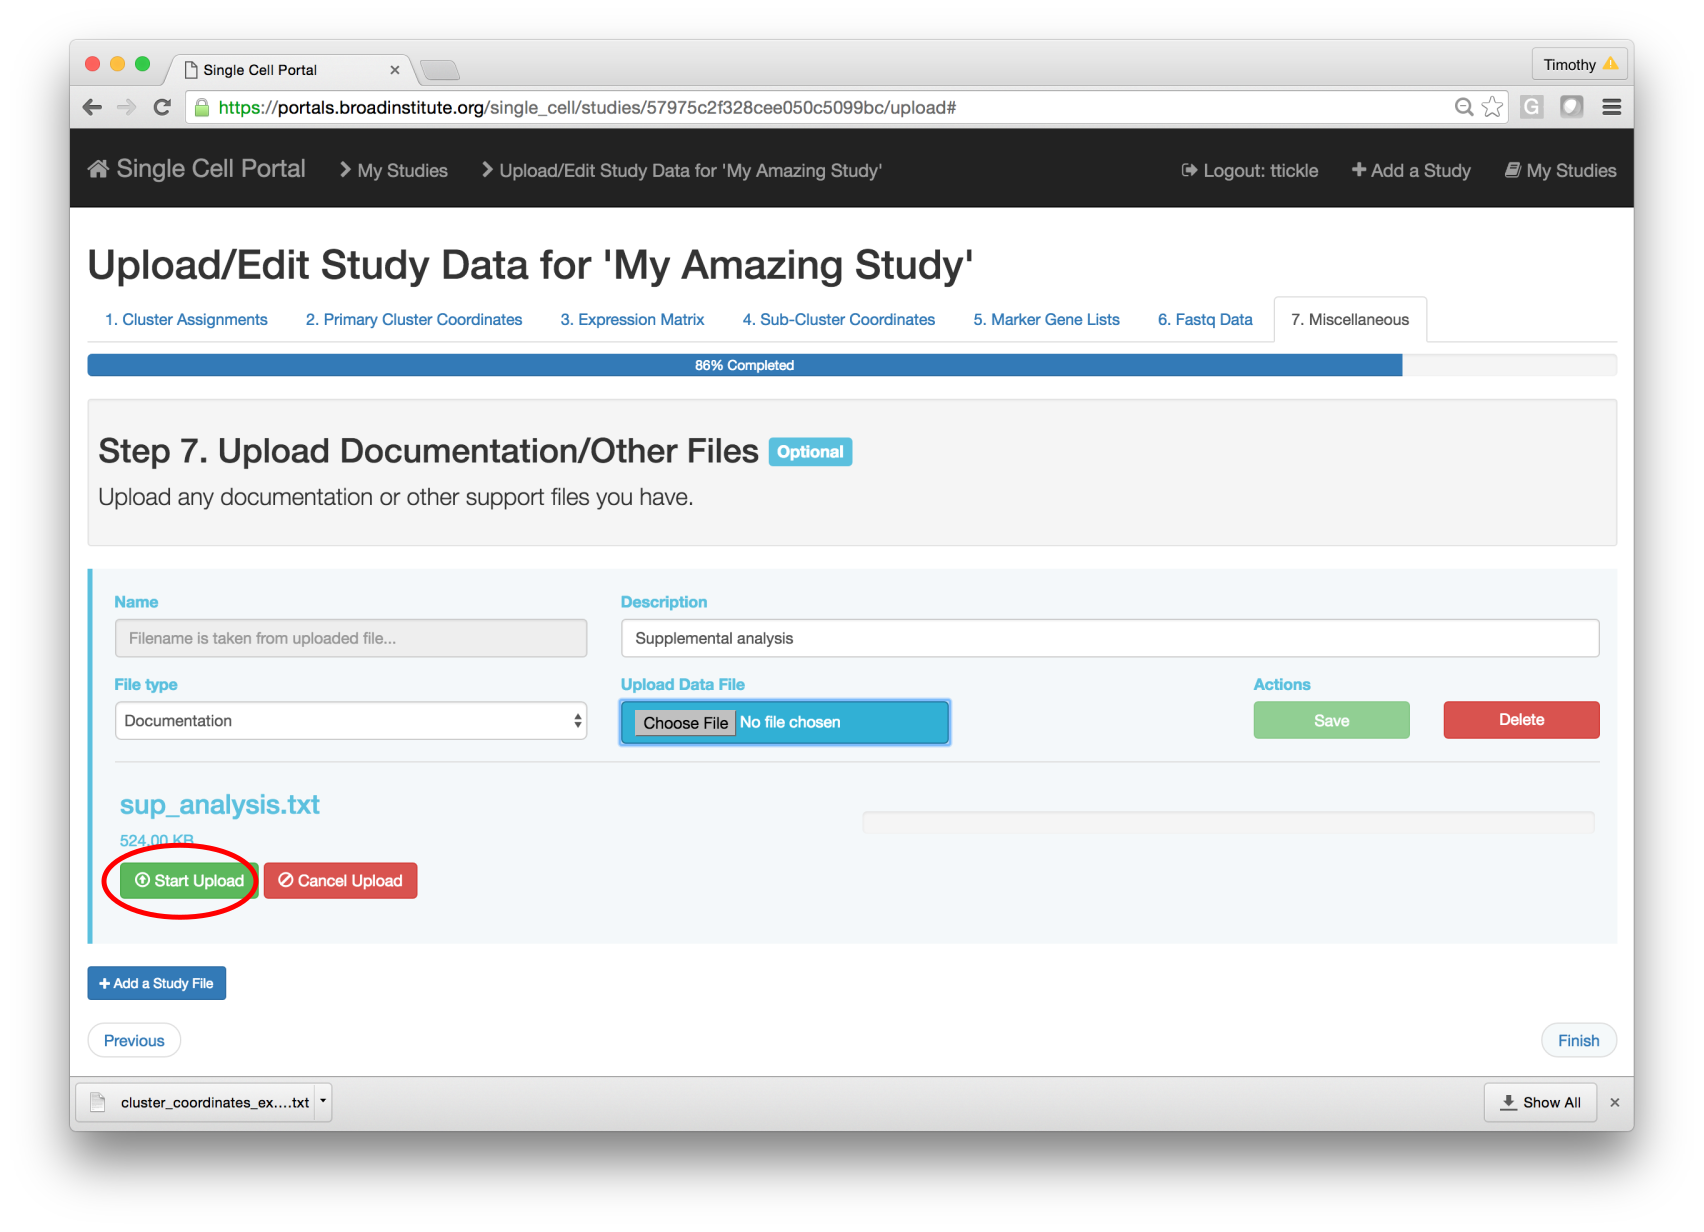 Single Cell Portal
Timothy
https://portals.broadinstitute.org/single_cell/studies/57975c2f328cee050c5099bc/upload#
G
Single Cell Portal
My Studies
Upload/Edit Study Data for 'My Amazing Study'
Logout: ttickle
Add a Study
My Studies
Upload/Edit Study Data for 'My Amazing Study'
1. Cluster Assignments
2. Primary Cluster Coordinates
3. Expression Matrix
4. Sub-Cluster Coordinates
5. Marker Gene Lists
6. Fastq Data
7. Miscellaneous
86% Completed
Step 7. Upload Documentation/Other Files Optional
Upload any documentation or other support files you have.
Name
Description
Filename is taken from uploaded file...
Supplemental analysis
File type
Upload Data File
Actions
Documentation
Choose File No file chosen
Save
Delete
sup_analysis.txt
524.00 KB
Start Upload
Cancel Upload
+ Add a Study File
Previous
Finish
cluster_coordinates_ex....txt
Show All